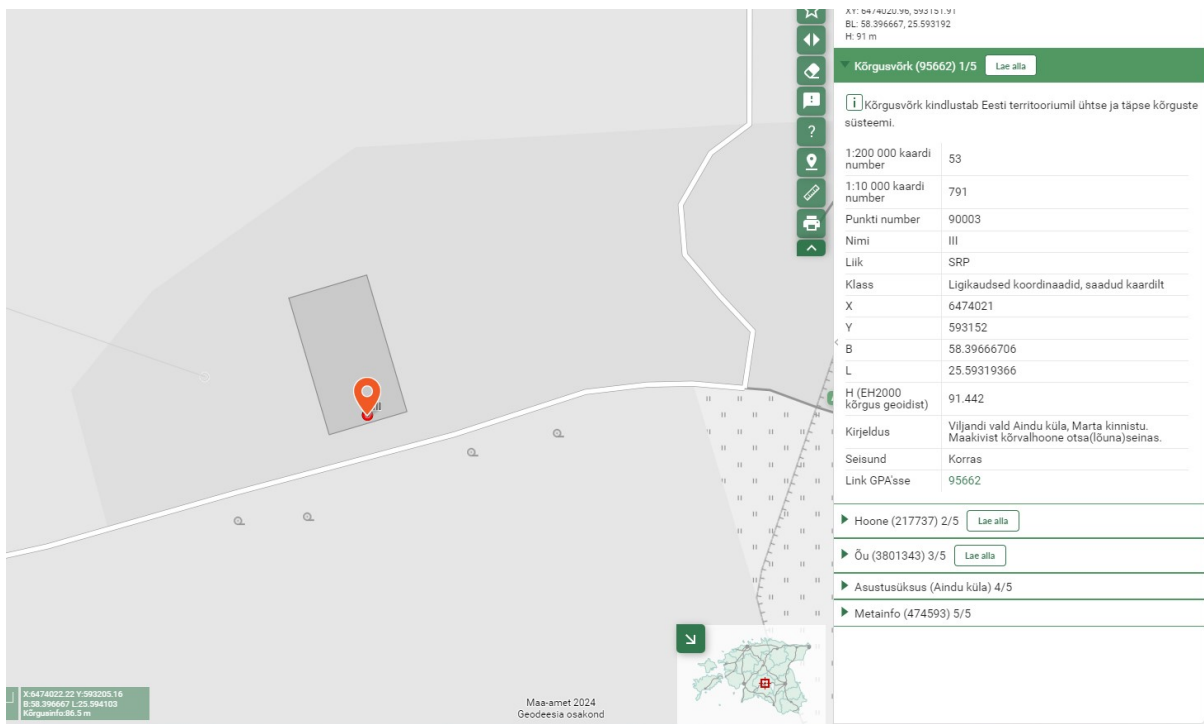 XY: 6474020.96, 593151.91
BL: 58.396667, 25.593192
H: 91 m
Kõrgusvõrk (95662) 1/5 Lae alla
i Kõrgusvõrk kindlustab Eesti territooriumil ühtse ja täpse kõrguste
süsteemi.
1:200 000 kaardi
number 53
1:10 000 kaardi
number 791
Punkti number 90003
Nimi III
Liik SRP
Klass Ligikaudsed koordinaadid, saadud kaardilt
X 6474021
Y 593152
B 58.39666706
L 25.59319366
H (EH2000
kõrgus geoidist) 91.442
Kirjeldus Viljandi vald Aindu küla, Marta kinnistu.
Maakivist kõrvalhoone otsa(lõuna)seinas.
Seisund Korras
Link GPA'sse 95662
Hoone (217737) 2/5 Lae alla
Õu (3801343) 3/5 Lae alla
Asustusüksus (Aindu küla) 4/5
Metainfo (474593) 5/5
?
X:6474022.22 Y:593205.16
B:58.396667 L:25.594103
Kõrgusinfo:86.5 m
Maa-amet 2024
Geodeesia osakond